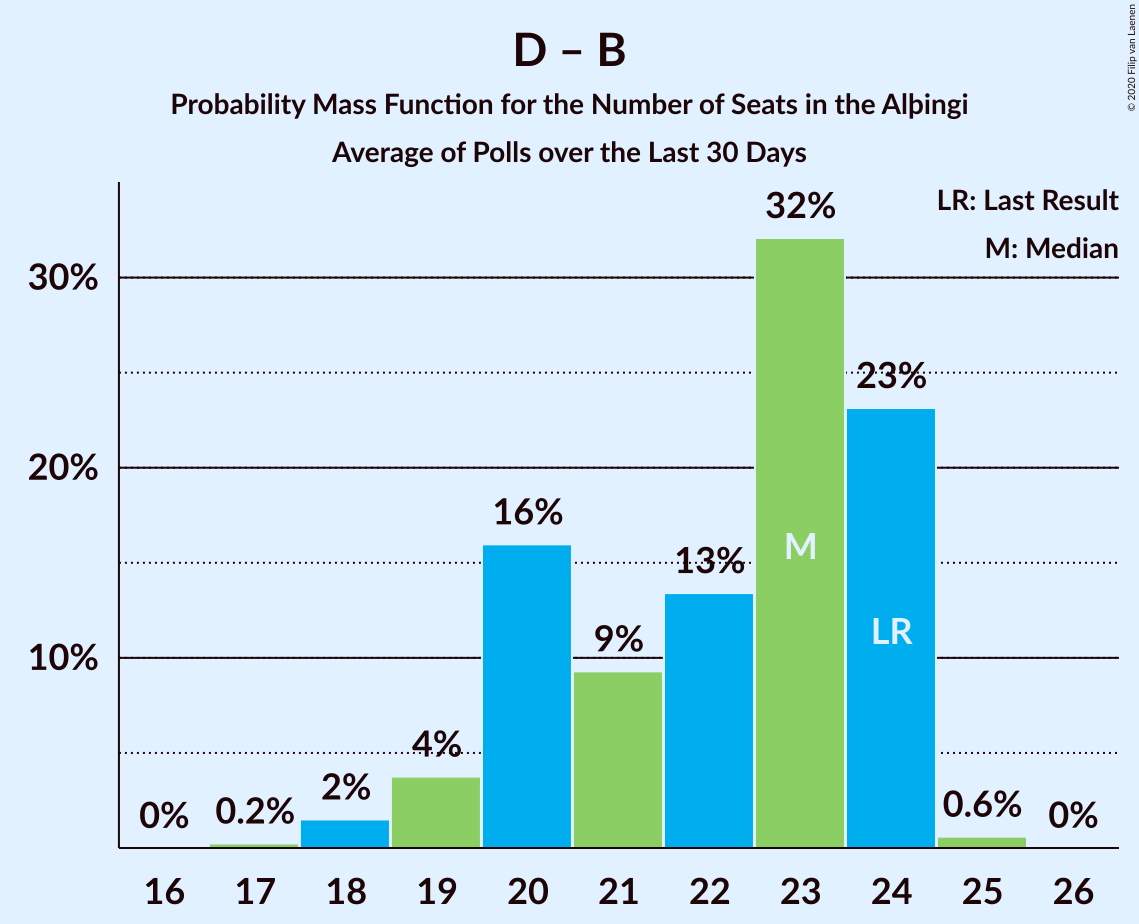 D – B
Probability Mass Function for the Number of Seats in the Alþingi
Average of Polls over the Last 30 Days
© 2020 Filip van Laenen
LR: Last Result
M: Median
30%
20%
10%
0%
0.2%
2%
4%
16%
9%
13%
32%
23%
0.6%
0%
M
LR
16 17 18 19 20 21 22 23 24 25 26